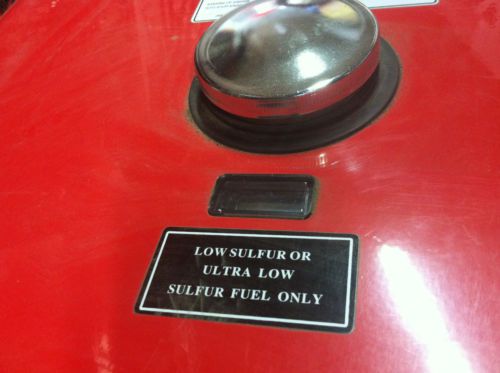 LOW SULFUR OR
ULTRA LOW
SULFUR FUEL ONLY